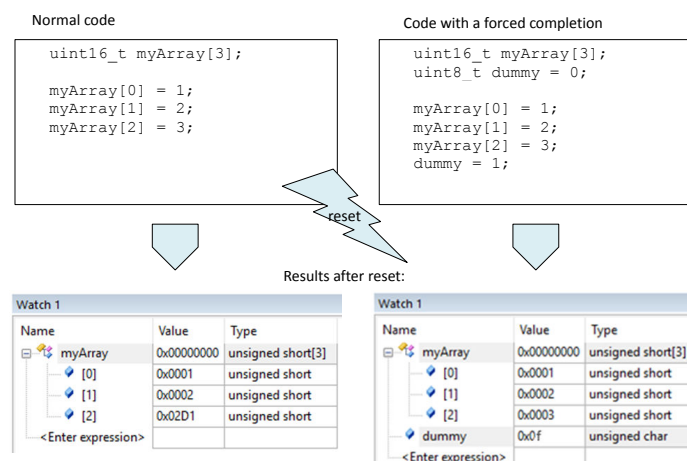 Normal code
uint16_t myArray[3];
myArray[0] = 1;
myArray[1] = 2;
myArray[2] = 3;
Code with a forced completion
uint16_t myArray[3];
uint8_t dummy = 0;
myArray[0] = 1;
myArray[1] = 2;
myArray[2] = 3;
dummy = 1;
reset
Results after reset:
Watch 1
Name Value Type
myArray 0x00000000 unsigned short[3]
[0] 0x0001 unsigned short
[1] 0x0002 unsigned short
[2] 0x02D1 unsigned short
<Enter expression>
Watch 1
Name Value Type
myArray 0x00000000 unsigned short[3]
[0] 0x0001 unsigned short
[1] 0x0002 unsigned short
[2] 0x0003 unsigned short
dummy 0x0f unsigned char
<Enter expression>